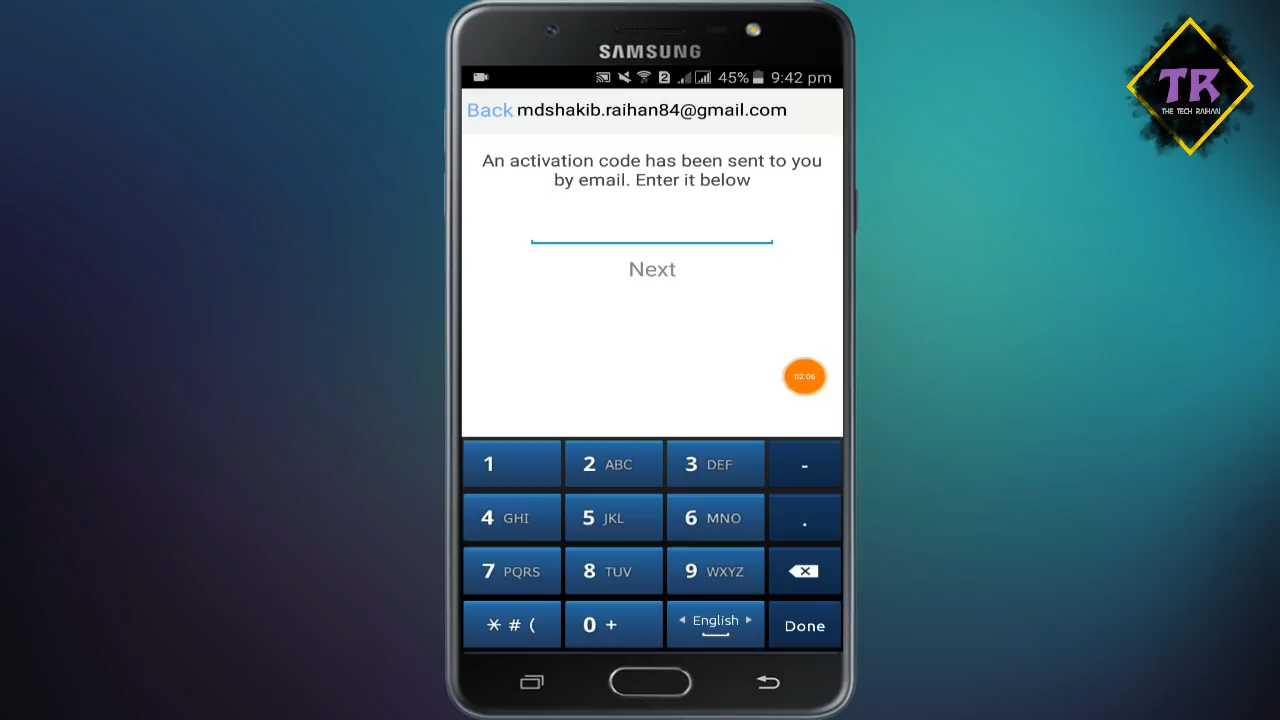 SAMSUNG
45% 9:42 pm
Back mdshakib.raihan84@gmail.com
An activation code has been sent to you
by email. Enter it below
Next
02:06
1 2 ABC 3 DEF -
4 GHI 5 JKL 6 MNO .
7 PQRS 8 TUV 9 WXYZ
* # ( 0 + English Done
TR
THE TECH RAIHAN
2